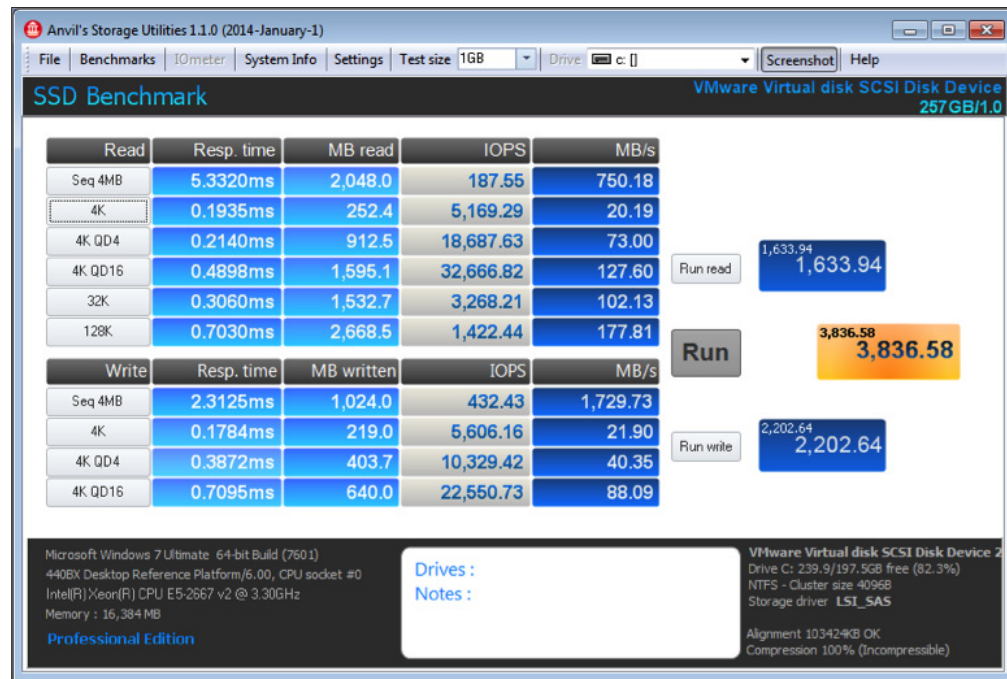 Anvil's Storage Utilities 1.1.0 (2014-January-1)
File Benchmarks IOmeter System Info Settings Test size 1GB Drive c: [] Screenshot Help
SSD Benchmark
VMware Virtual disk SCSI Disk Device
257GB/1.0
Read Resp. time MB read IOPS MB/s
Seq 4MB 5.3320ms 2,048.0 187.55 750.18
4K 0.1935ms 252.4 5,169.29 20.19
4K QD4 0.2140ms 912.5 18,687.63 73.00
4K QD16 0.4898ms 1,595.1 32,666.82 127.60
32K 0.3060ms 1,532.7 3,268.21 102.13
128K 0.7030ms 2,668.5 1,422.44 177.81
Run read
1,633.94
1,633.94
Run
3,836.58
3,836.58
Write Resp. time MB written IOPS MB/s
Seq 4MB 2.3125ms 1,024.0 432.43 1,729.73
4K 0.1784ms 219.0 5,606.16 21.90
4K QD4 0.3872ms 403.7 10,329.42 40.35
4K QD16 0.7095ms 640.0 22,550.73 88.09
Run write
2,202.64
2,202.64
Microsoft Windows 7 Ultimate 64-bit Build (7601)
440BX Desktop Reference Platform/6.00, CPU socket #0
Intel(R) Xeon(R) CPU E5-2667 v2 @ 3.30GHz
Memory : 16,384 MB
Professional Edition
Drives :
Notes :
VMware Virtual disk SCSI Disk Device 2
Drive C: 239.9/197.5GB free (82.3%)
NTFS - Cluster size 4096B
Storage driver LSI_SAS
Alignment 103424KB OK
Compression 100% (Incompressible)